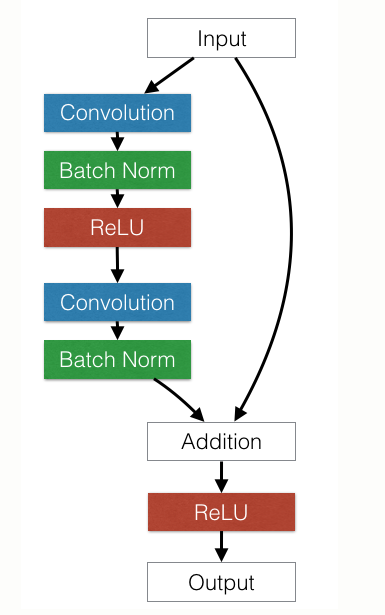 Input
Convolution
Batch Norm
ReLU
Convolution
Batch Norm
Addition
ReLU
Output